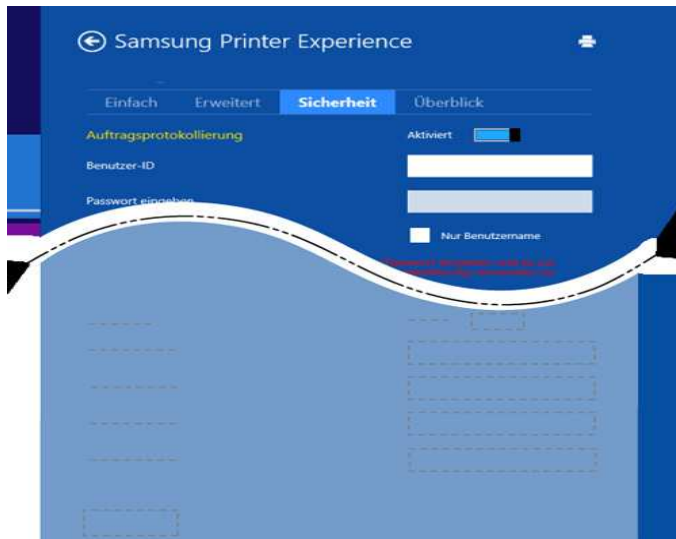 Samsung Printer Experience
Einfach Erweitert Sicherheit Überblick
Auftragsprotokollierung Aktiviert
Benutzer-ID
Passwort eingeben
Nur Benutzername